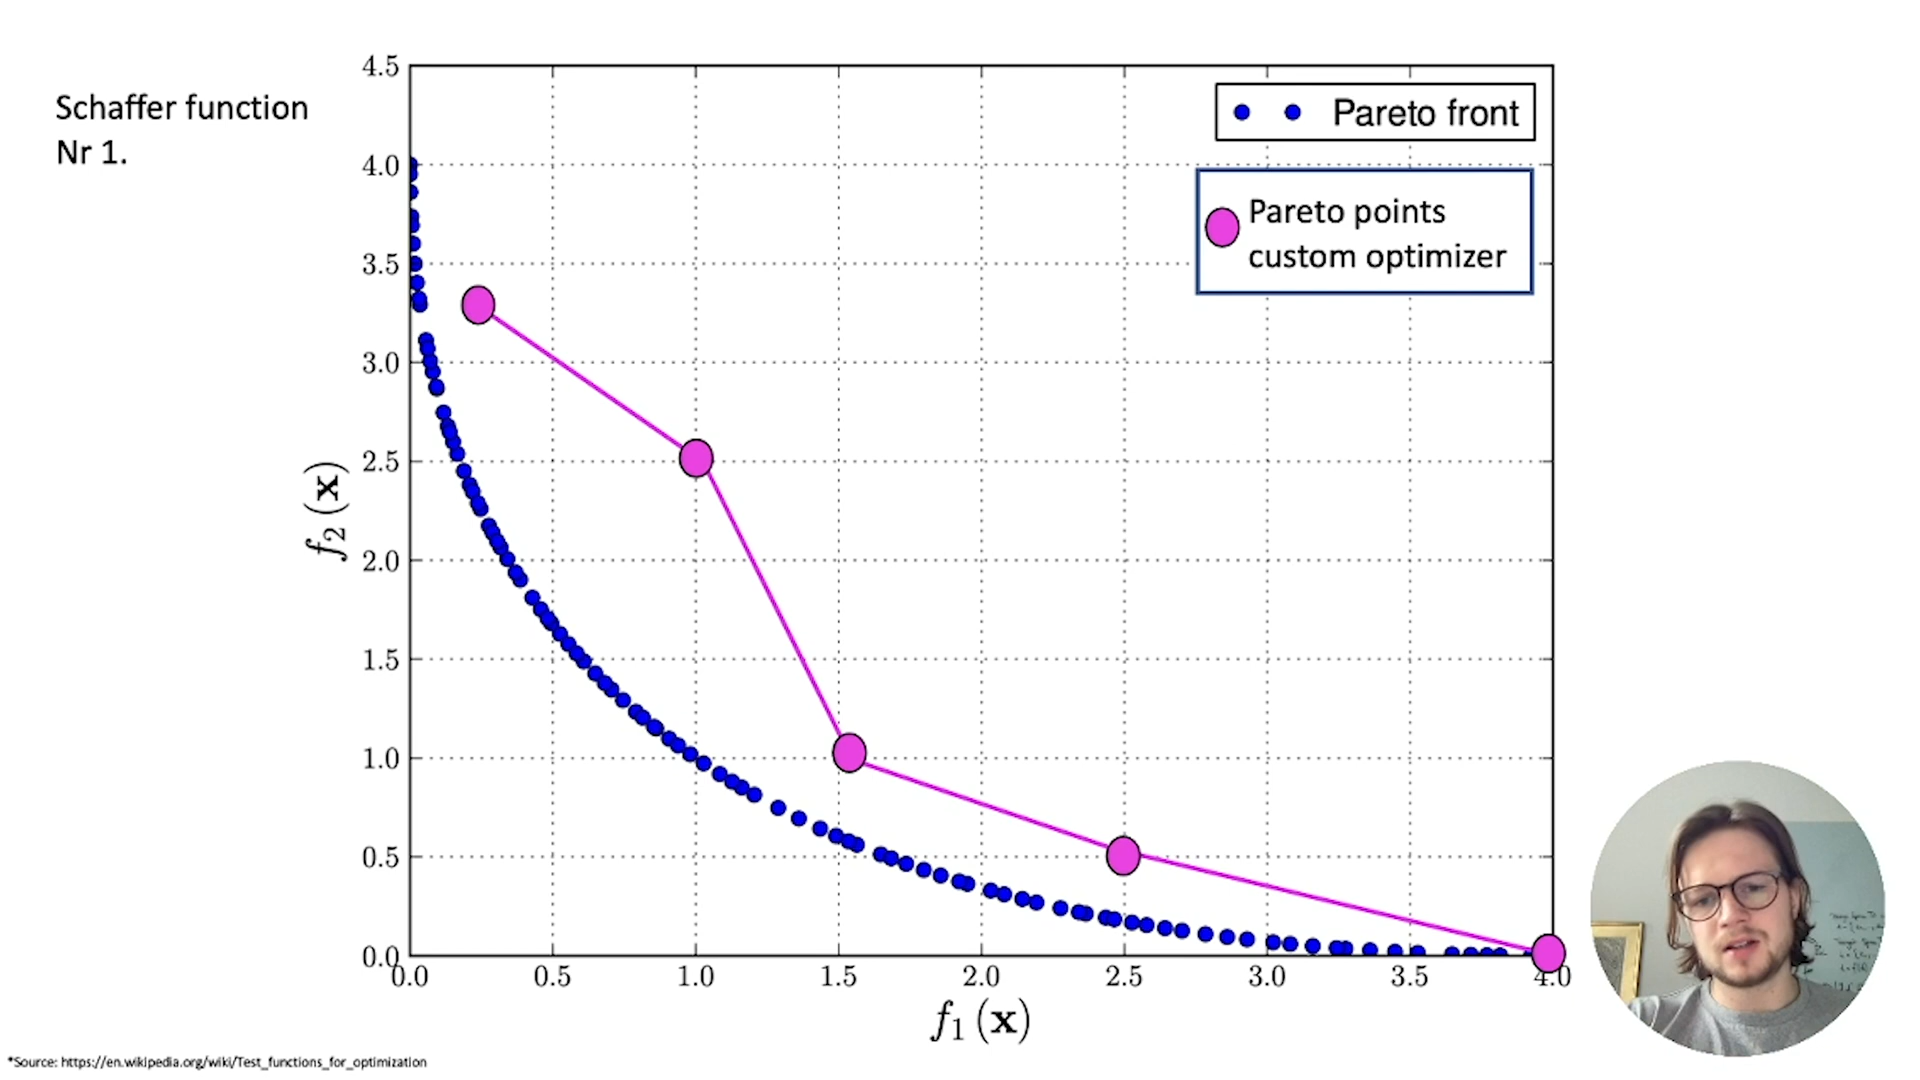 Schaffer function
Nr 1.
4.5
4.0
3.5
3.0
2.5
2.0
1.5
1.0
0.5
0.0
f₂(x)
Pareto front
Pareto points
custom optimizer
0.0 0.5 1.0 1.5 2.0 2.5 3.0 3.5 4.0
f₁(x)
*Source: https://en.wikipedia.org/wiki/Test_functions_for_optimization